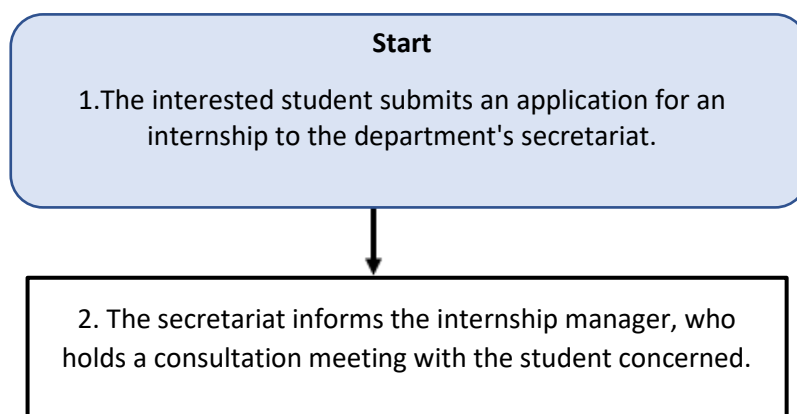 Start
1.The interested student submits an application for an
internship to the department's secretariat.
2. The secretariat informs the internship manager, who
holds a consultation meeting with the student concerned.